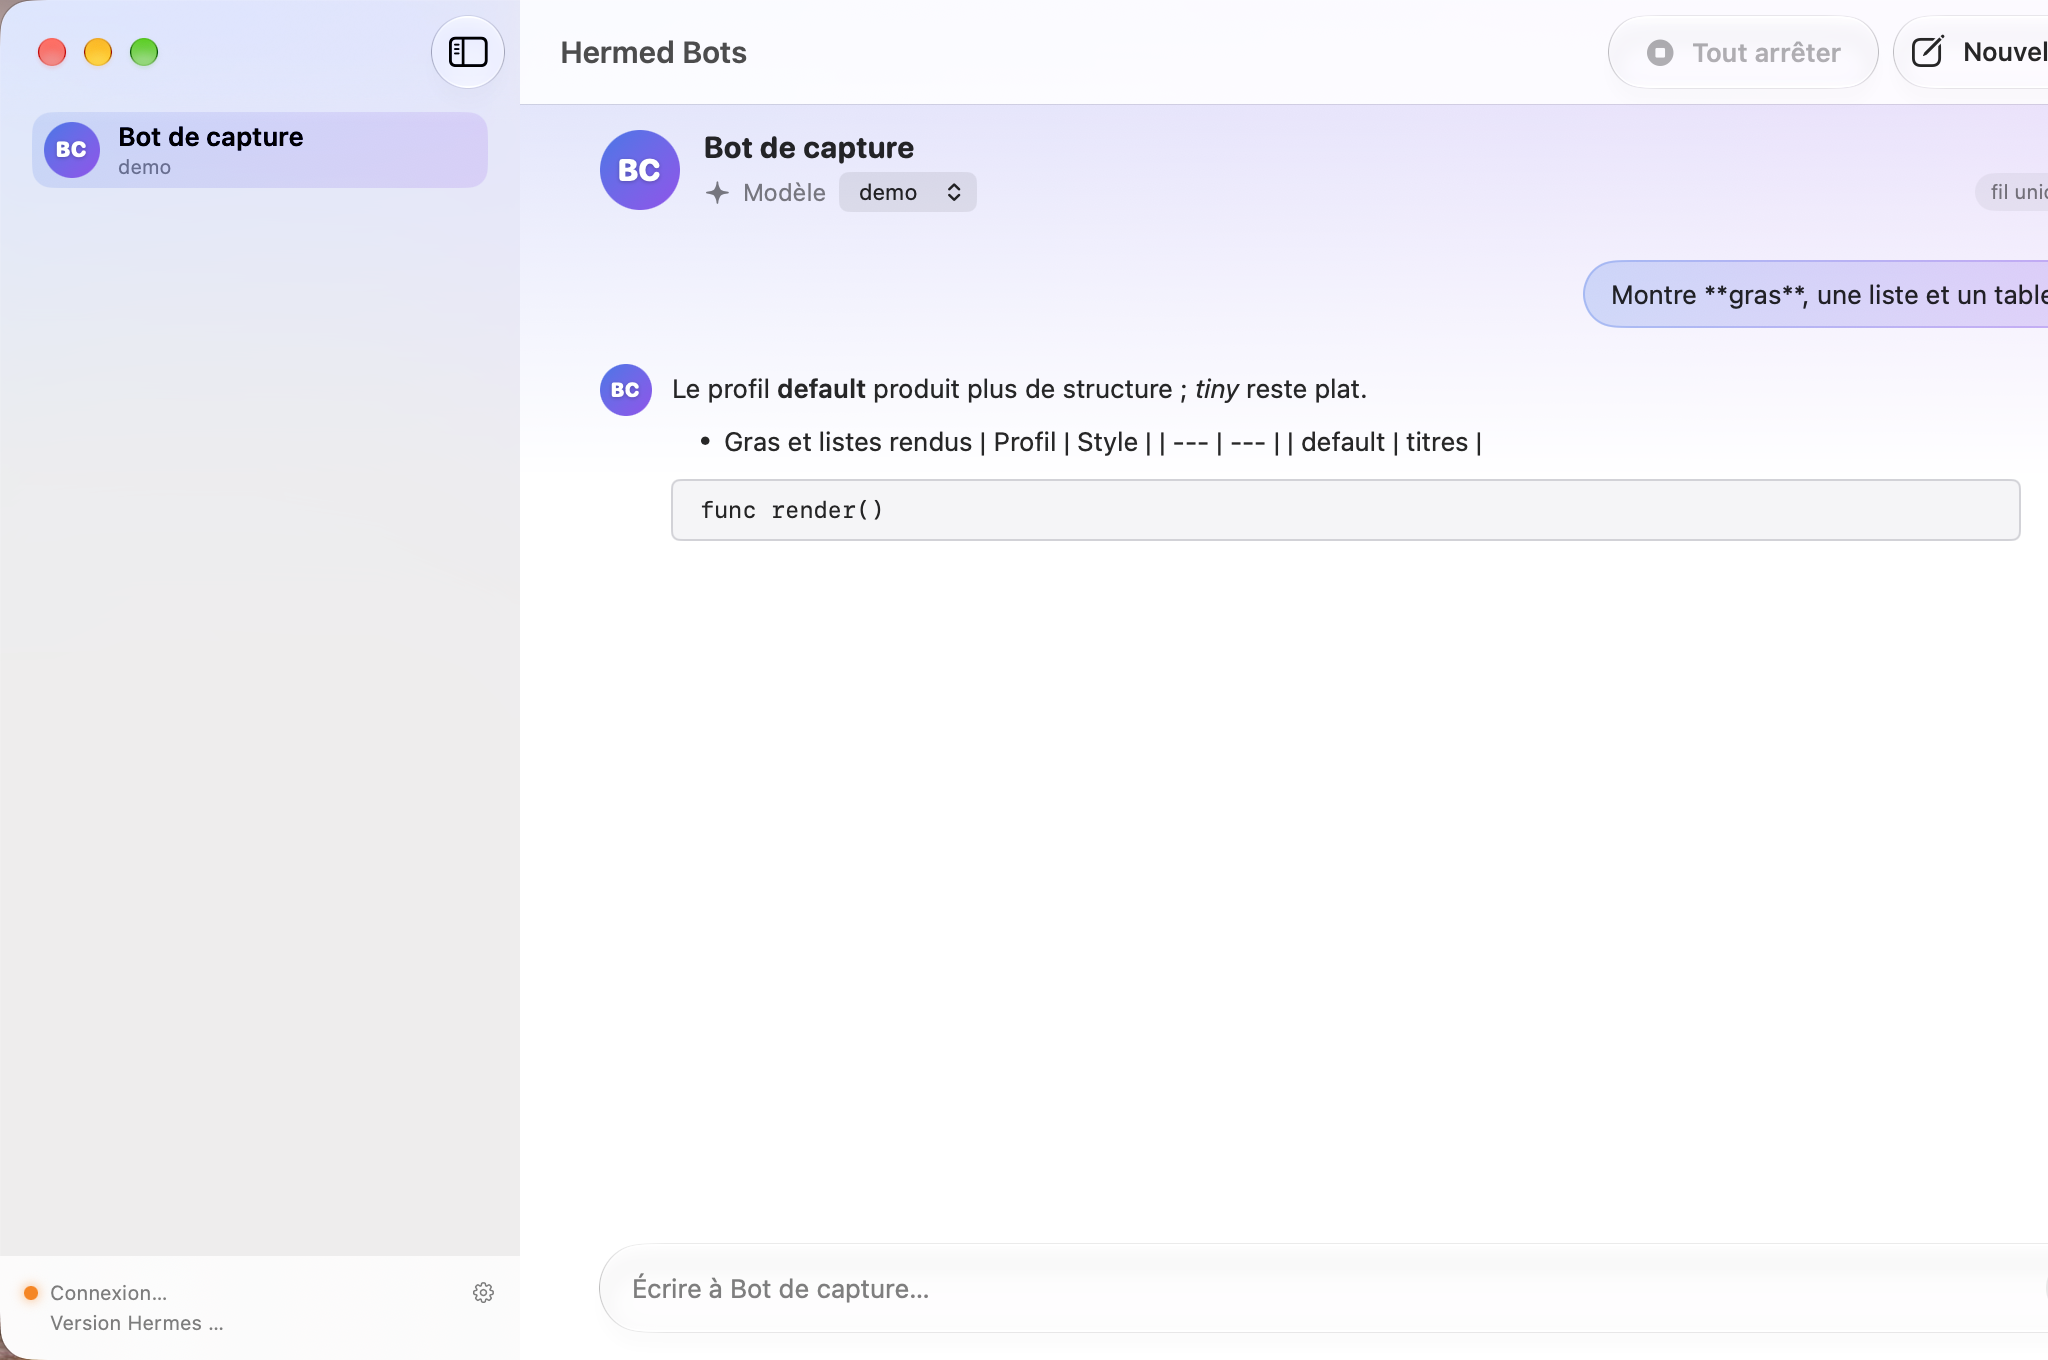 Hermed Bots
Tout arrêter
Nouvel
BC
Bot de capture
demo
BC
Bot de capture
Modèle
demo
fil unic
Montre **gras**, une liste et un table
BC
Le profil default produit plus de structure ; tiny reste plat.
• Gras et listes rendus | Profil | Style | | --- | --- | | default | titres |
func render()
Écrire à Bot de capture...
Connexion...
Version Hermes ...